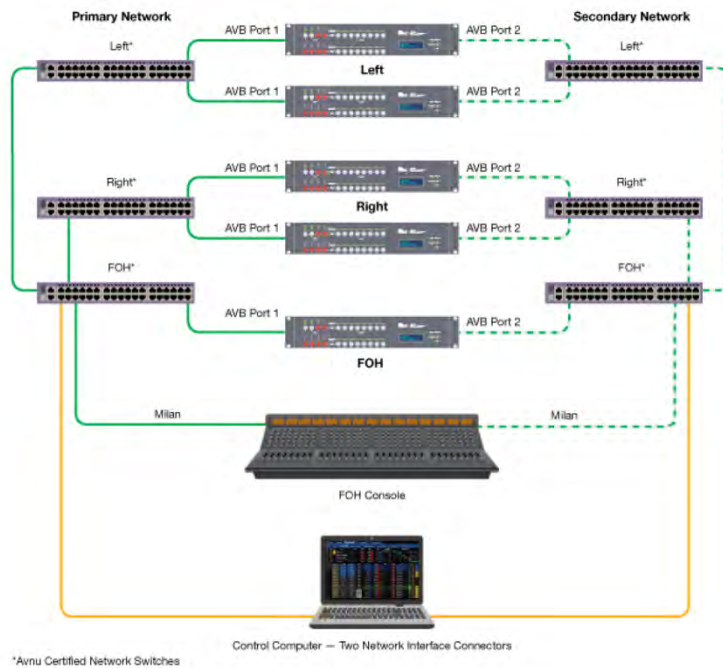 Primary Network
Secondary Network
Left*
AVB Port 1
AVB Port 2
Left*
Left
AVB Port 1
AVB Port 2
Right*
AVB Port 1
AVB Port 2
Right*
Right
AVB Port 1
AVB Port 2
FOH*
FOH*
AVB Port 1
AVB Port 2
FOH
Milan
Milan
FOH Console
Control Computer — Two Network Interface Connectors
*Avnu Certified Network Switches